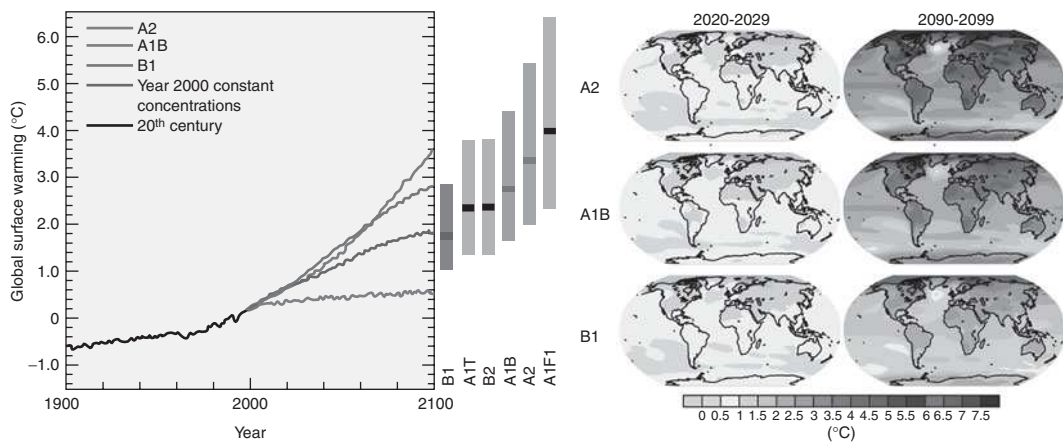 6.0
5.0
4.0
3.0
2.0
1.0
0
−1.0
Global surface warming (°C)
A2
A1B
B1
Year 2000 constant
concentrations
20th century
1900
2000
2100
Year
B1
A1T
B2
A1B
A2
A1F1
2020-2029
2090-2099
A2
A1B
B1
0 0.5 1 1.5 2 2.5 3 3.5 4 4.5 5 5.5 6 6.5 7 7.5
(°C)